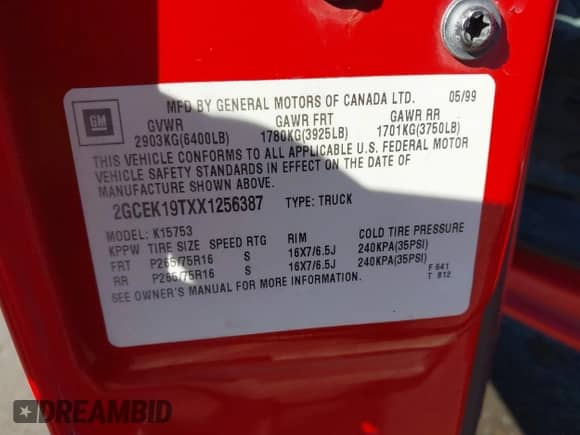 MFD BY GENERAL MOTORS OF CANADA LTD. 05/99
GM
GVWR GAWR FRT GAWR RR
2903KG(6400LB) 1780KG(3925LB) 1701KG(3750LB)
THIS VEHICLE CONFORMS TO ALL APPLICABLE U.S. FEDERAL MOTOR
VEHICLE SAFETY STANDARDS IN EFFECT ON THE DATE OF
MANUFACTURE SHOWN ABOVE.
2GCEK19TXX1256387 TYPE: TRUCK
MODEL: K15753
KPPW TIRE SIZE SPEED RTG RIM COLD TIRE PRESSURE
FRT P265/75R16 S 16X7/6.5J 240KPA(35PSI)
RR P265/75R16 S 16X7/6.5J 240KPA(35PSI)
SEE OWNER'S MANUAL FOR MORE INFORMATION. F 641
T 812
DREAMBID